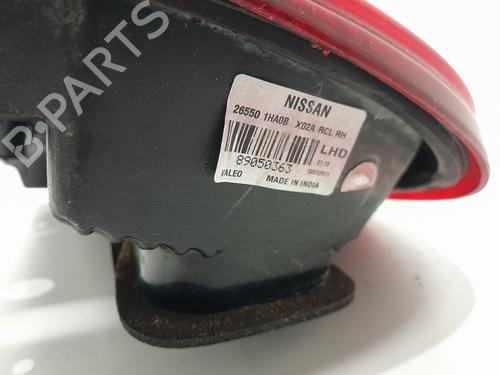 B-PARTS
NISSAN
26550 1HA0B X02A RCL RH
LHD
89050363
VALEO MADE IN INDIA